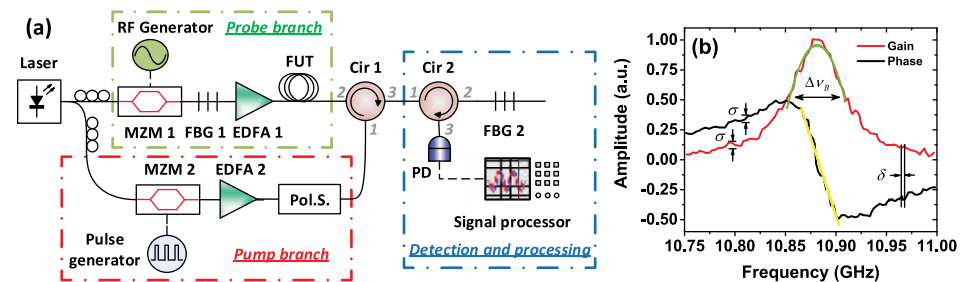 (a)
RF Generator
Probe branch
Laser
FUT
Cir 1
Cir 2
2
3
1
2
1
3
MZM 1
FBG 1
EDFA 1
FBG 2
PD
MZM 2
EDFA 2
Pol.S.
Signal processor
Pulse
generator
Pump branch
Detection and processing
(b)
Gain
Phase
Δν_B
σ
σ
δ
Amplitude (a.u.)
1.00
0.75
0.50
0.25
0.00
-0.25
-0.50
10.75
10.80
10.85
10.90
10.95
11.00
Frequency (GHz)